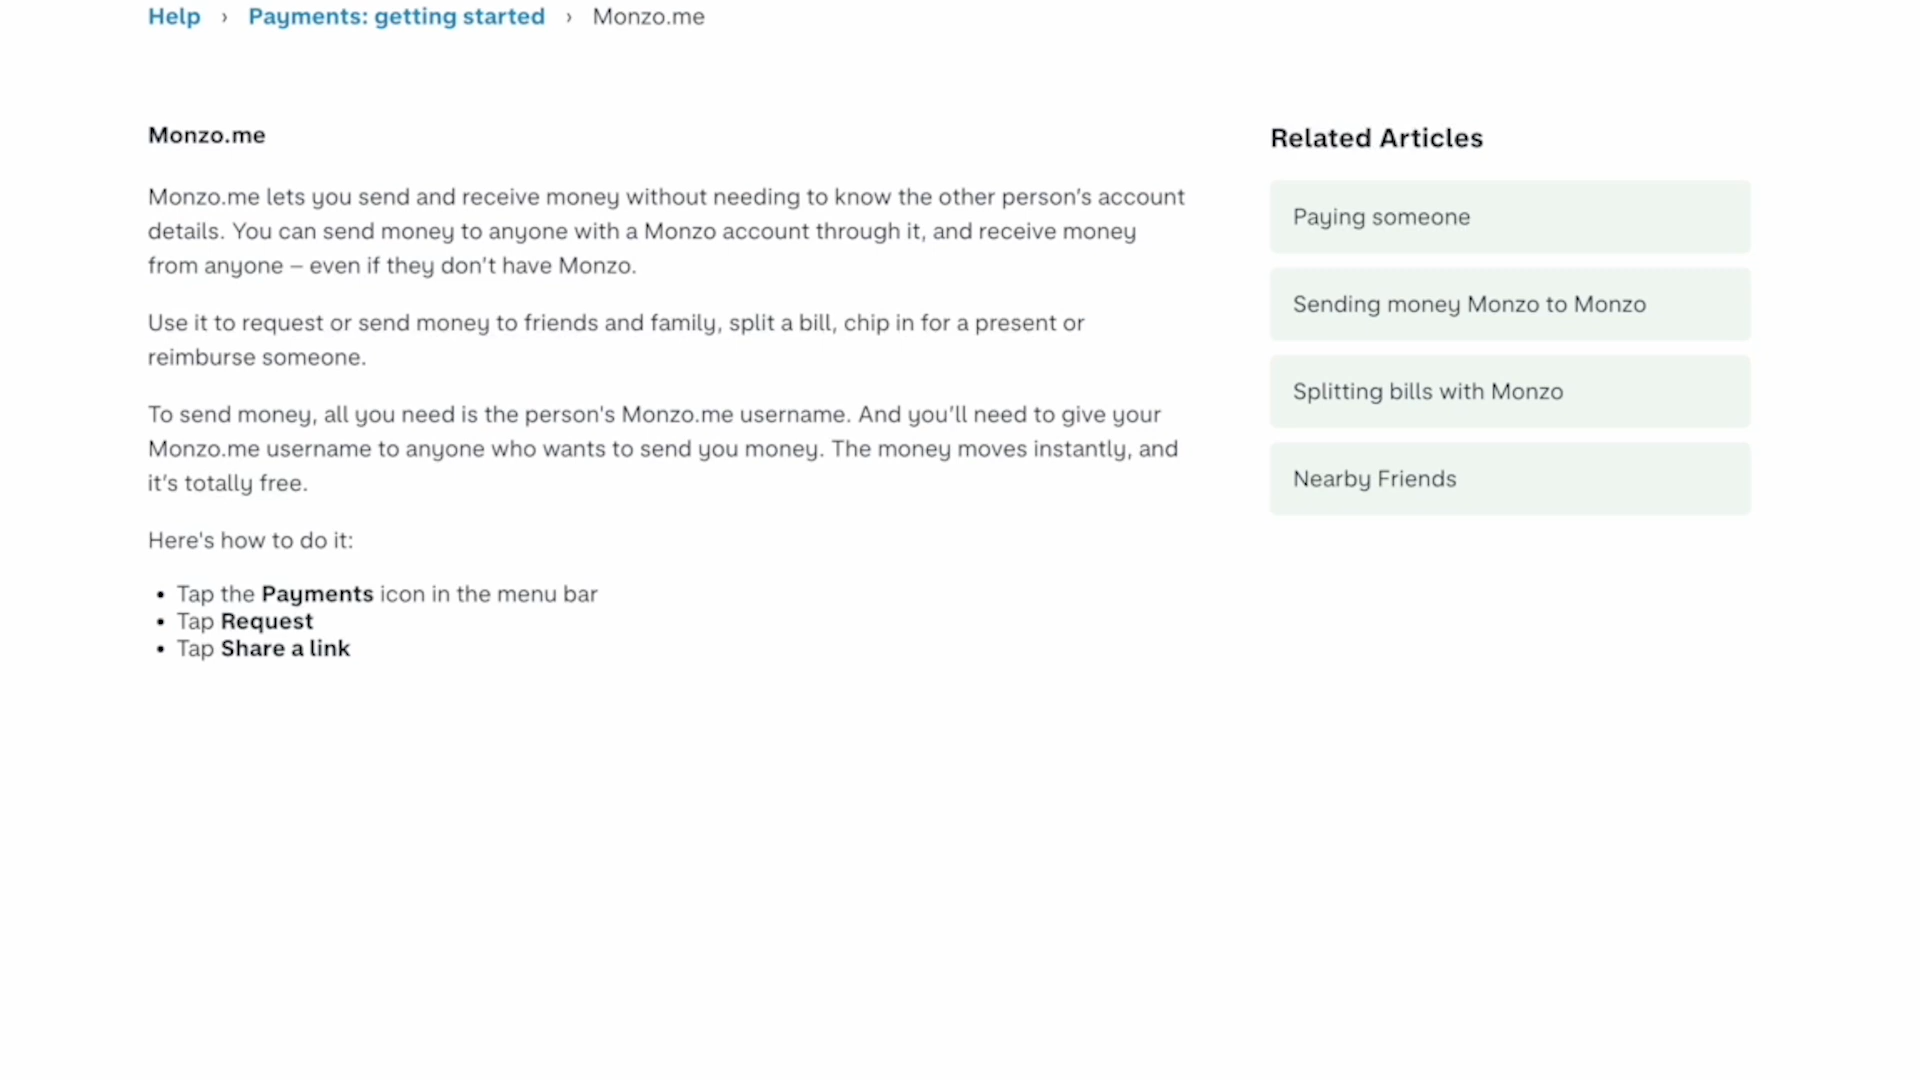 Help › Payments: getting started › Monzo.me
Monzo.me
Monzo.me lets you send and receive money without needing to know the other person’s account
details. You can send money to anyone with a Monzo account through it, and receive money
from anyone – even if they don’t have Monzo.
Use it to request or send money to friends and family, split a bill, chip in for a present or
reimburse someone.
To send money, all you need is the person's Monzo.me username. And you’ll need to give your
Monzo.me username to anyone who wants to send you money. The money moves instantly, and
it’s totally free.
Here's how to do it:
• Tap the Payments icon in the menu bar
• Tap Request
• Tap Share a link
Related Articles
Paying someone
Sending money Monzo to Monzo
Splitting bills with Monzo
Nearby Friends